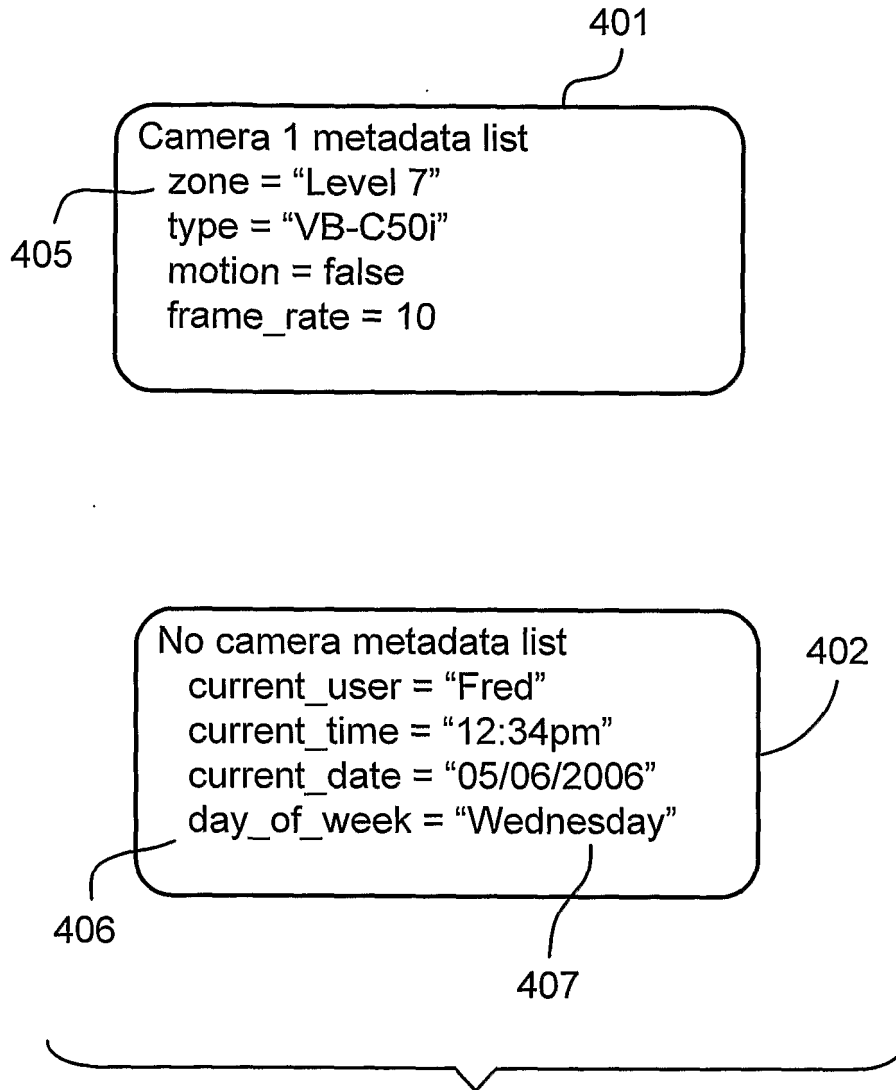 401
Camera 1 metadata list
zone = “Level 7”
405
type = “VB-C50i”
motion = false
frame_rate = 10
No camera metadata list
402
current_user = “Fred”
current_time = “12:34pm”
current_date = “05/06/2006”
day_of_week = “Wednesday”
406
407